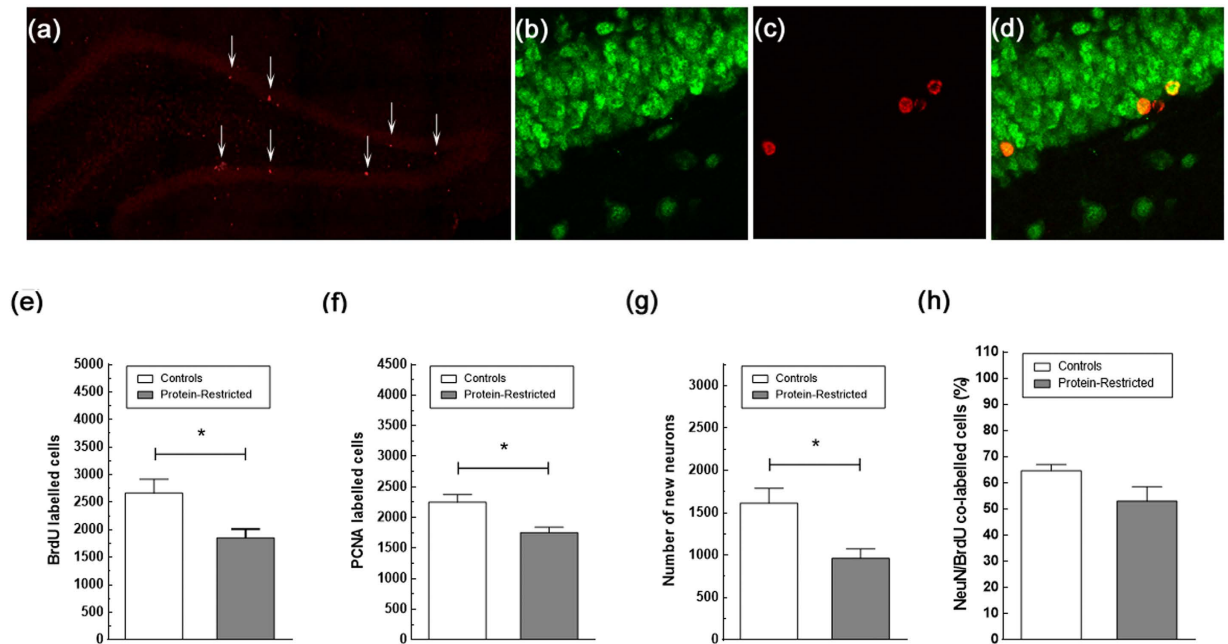 (a)
(b)
(c)
(d)
(e)
(f)
(g)
(h)
BrdU labelled cells
5000
4500
4000
3500
3000
2500
2000
1500
1000
500
0
Controls
Protein-Restricted
*
PCNA labelled cells
4500
4000
3500
3000
2500
2000
1500
1000
500
0
Controls
Protein-Restricted
*
Number of new neurons
3000
2500
2000
1500
1000
500
0
Controls
Protein-Restricted
*
NeuN/BrdU co-labelled cells (%)
110
100
90
80
70
60
50
40
30
20
10
0
Controls
Protein-Restricted